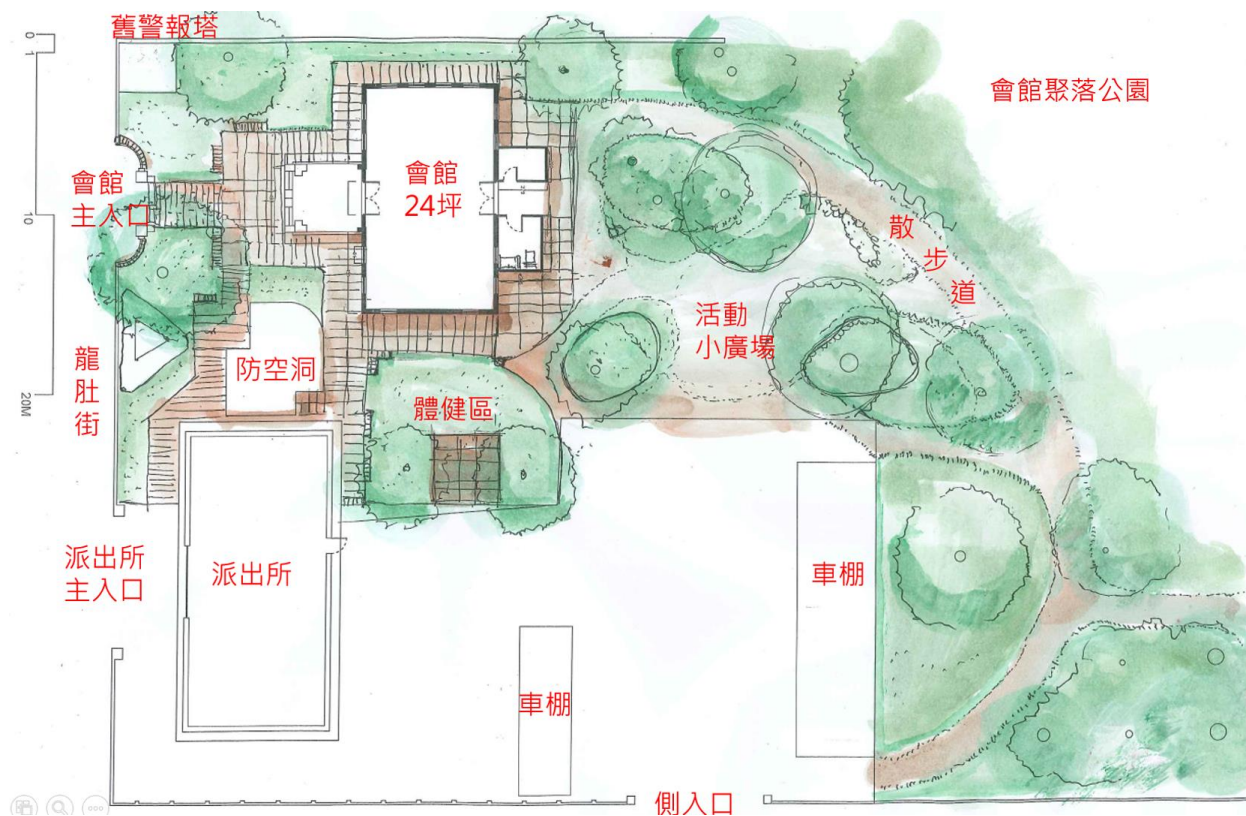 舊警報塔
0
1
10
20M
會館聚落公園
會館
主入口
會館
24坪
散
步
道
活動
小廣場
龍
肚
街
防空洞
體健區
派出所
主入口
派出所
車棚
車棚
側入口